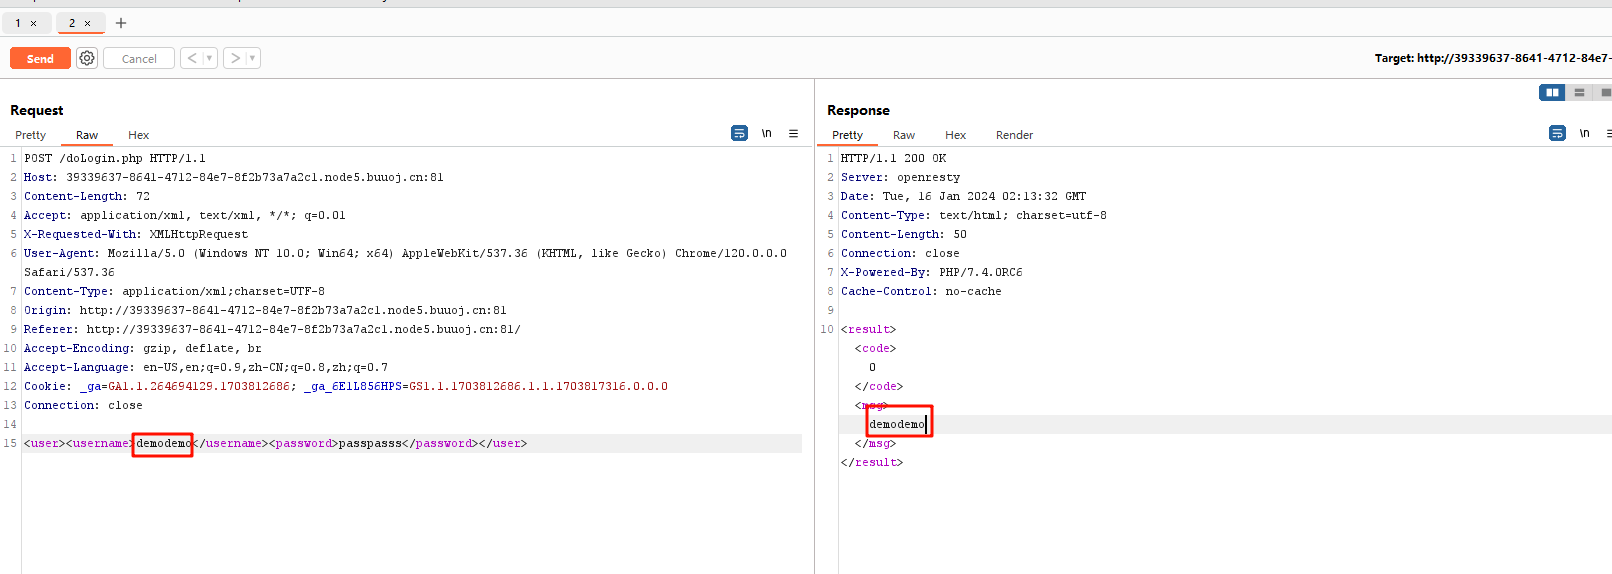 1 × 2 × +
Send Cancel < ▾ > ▾ Target: http://39339637-8641-4712-84e7-
Request
Pretty Raw Hex \n
1 POST /doLogin.php HTTP/1.1
2 Host: 39339637-8641-4712-84e7-8f2b73a7a2c1.node5.buuoj.cn:81
3 Content-Length: 72
4 Accept: application/xml, text/xml, */*; q=0.01
5 X-Requested-With: XMLHttpRequest
6 User-Agent: Mozilla/5.0 (Windows NT 10.0; Win64; x64) AppleWebKit/537.36 (KHTML, like Gecko) Chrome/120.0.0.0
Safari/537.36
7 Content-Type: application/xml;charset=UTF-8
8 Origin: http://39339637-8641-4712-84e7-8f2b73a7a2c1.node5.buuoj.cn:81
9 Referer: http://39339637-8641-4712-84e7-8f2b73a7a2c1.node5.buuoj.cn:81/
10 Accept-Encoding: gzip, deflate, br
11 Accept-Language: en-US,en;q=0.9,zh-CN;q=0.8,zh;q=0.7
12 Cookie: _ga=GA1.1.264694129.1703812686; _ga_6E1L856HPS=GS1.1.1703812686.1.1.1703817316.0.0.0
13 Connection: close
14
15 <user><username>demodemo</username><password>passpasss</password></user>
Response
Pretty Raw Hex Render \n
1 HTTP/1.1 200 OK
2 Server: openresty
3 Date: Tue, 16 Jan 2024 02:13:32 GMT
4 Content-Type: text/html; charset=utf-8
5 Content-Length: 50
6 Connection: close
7 X-Powered-By: PHP/7.4.0RC6
8 Cache-Control: no-cache
9
10 <result>
<code>
0
</code>
<msg>
demodemo
</msg>
</result>